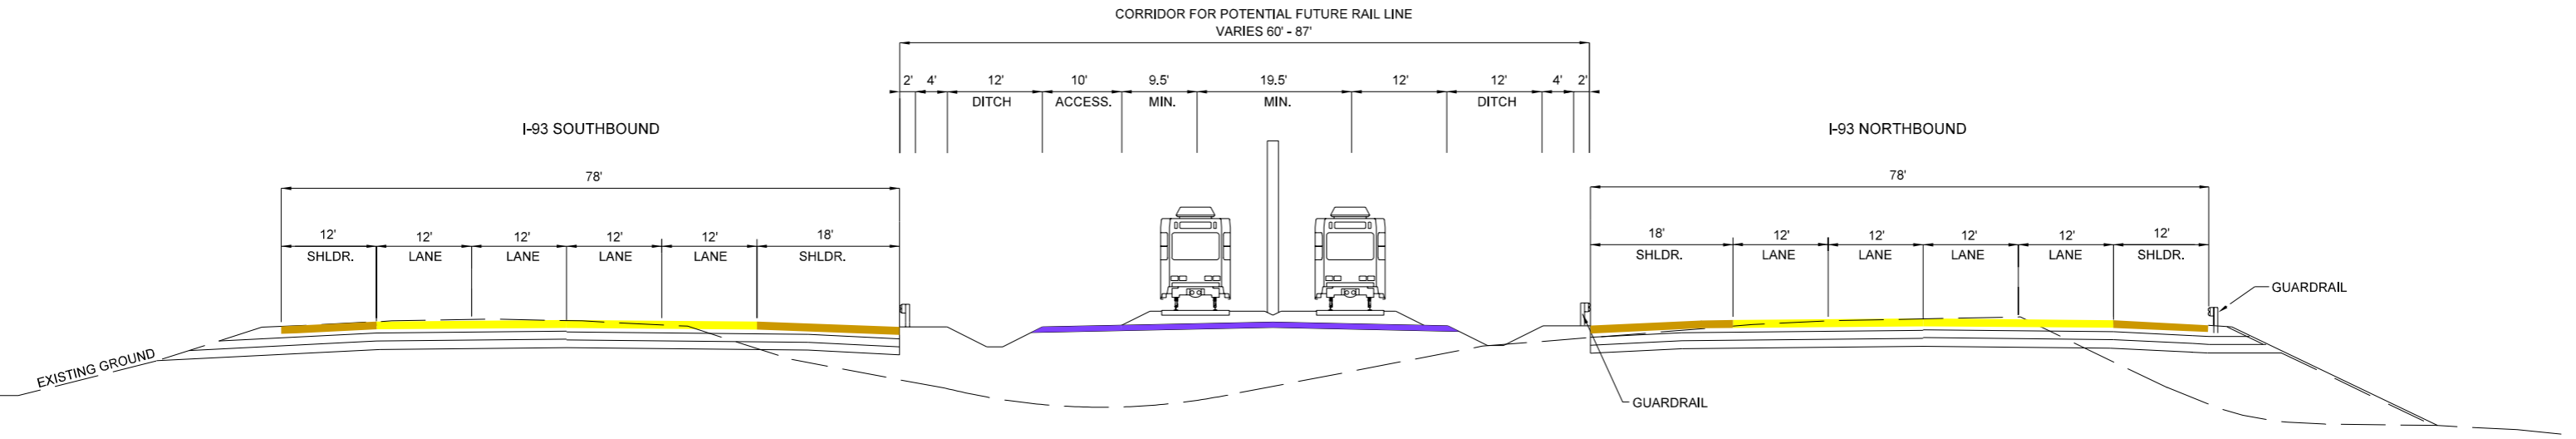 CORRIDOR FOR POTENTIAL FUTURE RAIL LINE
VARIES 60' - 87'
2' 4' 12' 10' 9.5' 19.5' 12' 12' 4' 2'
DITCH ACCESS. MIN. MIN. DITCH
I-93 SOUTHBOUND
78'
12' 12' 12' 12' 12' 18'
SHLDR. LANE LANE LANE LANE SHLDR.
I-93 NORTHBOUND
78'
18' 12' 12' 12' 12' 12'
SHLDR. LANE LANE LANE LANE SHLDR.
GUARDRAIL
EXISTING GROUND
GUARDRAIL